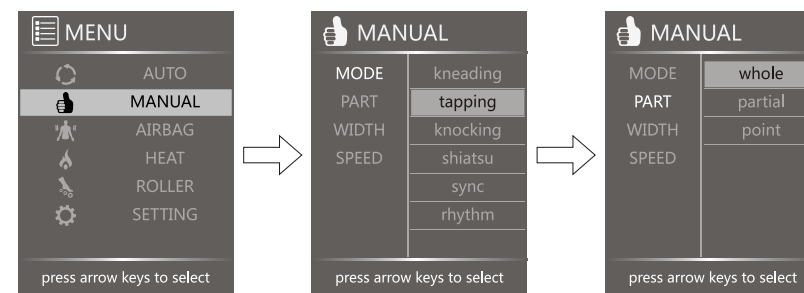 MENU
AUTO
MANUAL
AIRBAG
HEAT
ROLLER
SETTING
press arrow keys to select
MANUAL
MODE kneading
PART tapping
WIDTH knocking
SPEED shiatsu
sync
rhythm
press arrow keys to select
MANUAL
MODE whole
PART partial
WIDTH point
SPEED
press arrow keys to select